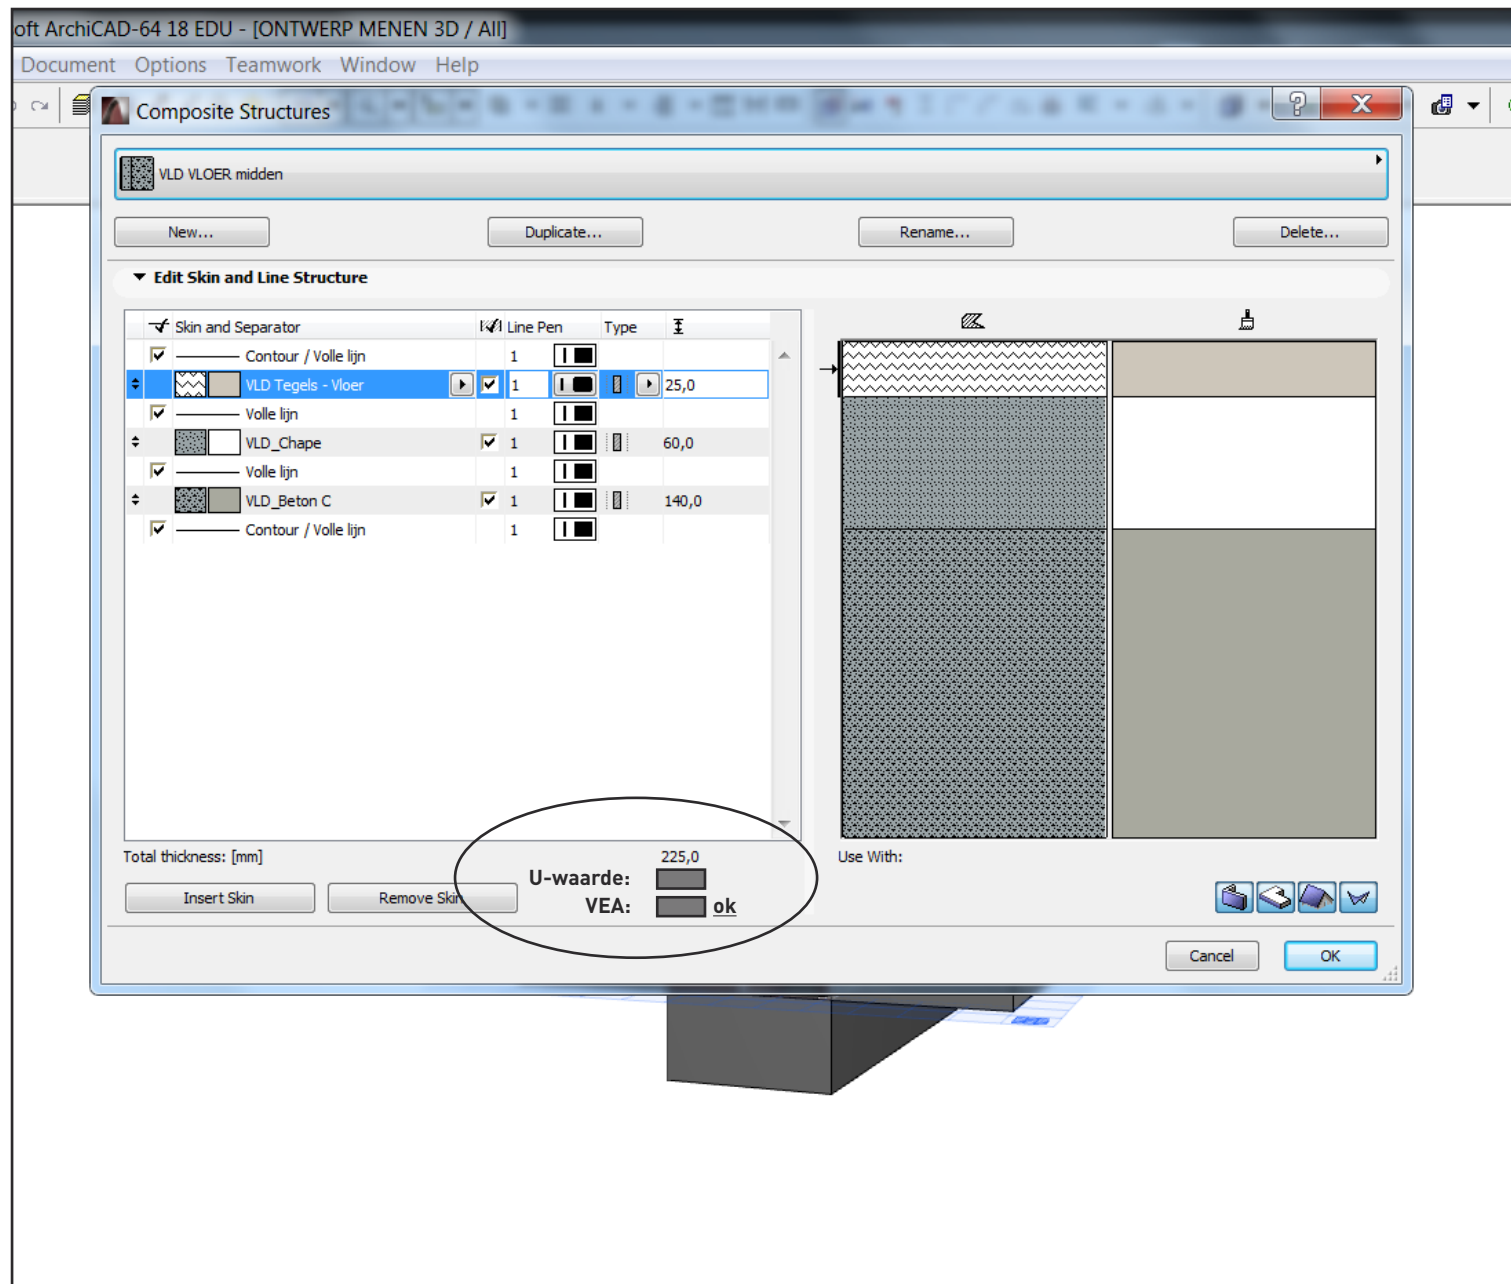 oft ArchiCAD-64 18 EDU - [ONTWERP MENEN 3D / All]
Document Options Teamwork Window Help
Composite Structures
VLD VLOER midden
New... Duplicate... Rename... Delete...
Edit Skin and Line Structure
Skin and Separator Line Pen Type
Contour / Volle lijn 1
VLD Tegels - Vloer 1 25,0
Volle lijn 1
VLD_Chape 1 60,0
Volle lijn 1
VLD_Beton C 1 140,0
Contour / Volle lijn 1
Total thickness: [mm] 225,0 Use With:
U-waarde:
Insert Skin Remove Skin
VEA: ok
Cancel OK